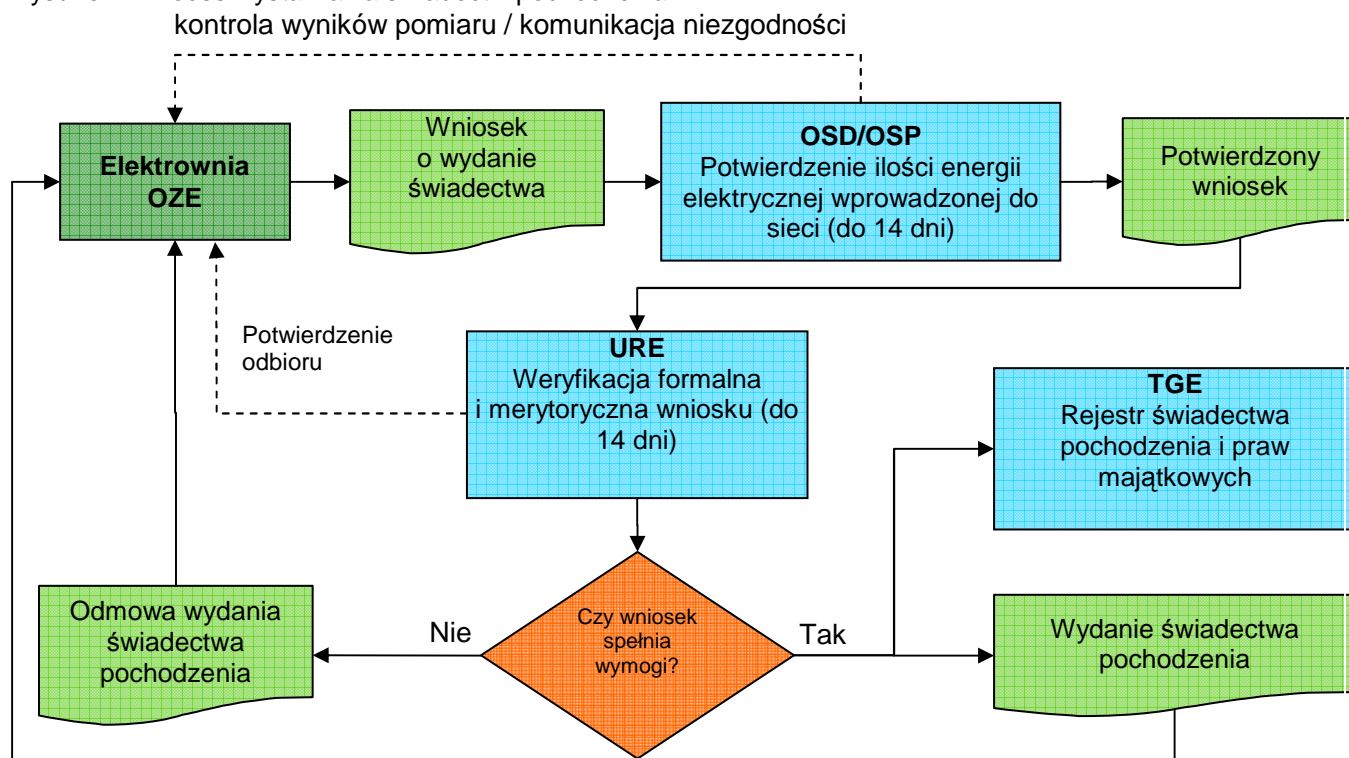 kontrola wyników pomiaru / komunikacja niezgodności
Elektrownia
OZE
Wniosek
o wydanie
świadectwa
OSD/OSP
Potwierdzenie ilości energii
elektrycznej wprowadzonej do
sieci (do 14 dni)
Potwierdzony
wniosek
Potwierdzenie
odbioru
URE
Weryfikacja formalna
i merytoryczna wniosku (do
14 dni)
TGE
Rejestr świadectwa
pochodzenia i praw
majątkowych
Odmowa wydania
świadectwa
pochodzenia
Nie
Czy wniosek
spełnia
wymogi?
Tak
Wydanie świadectwa
pochodzenia